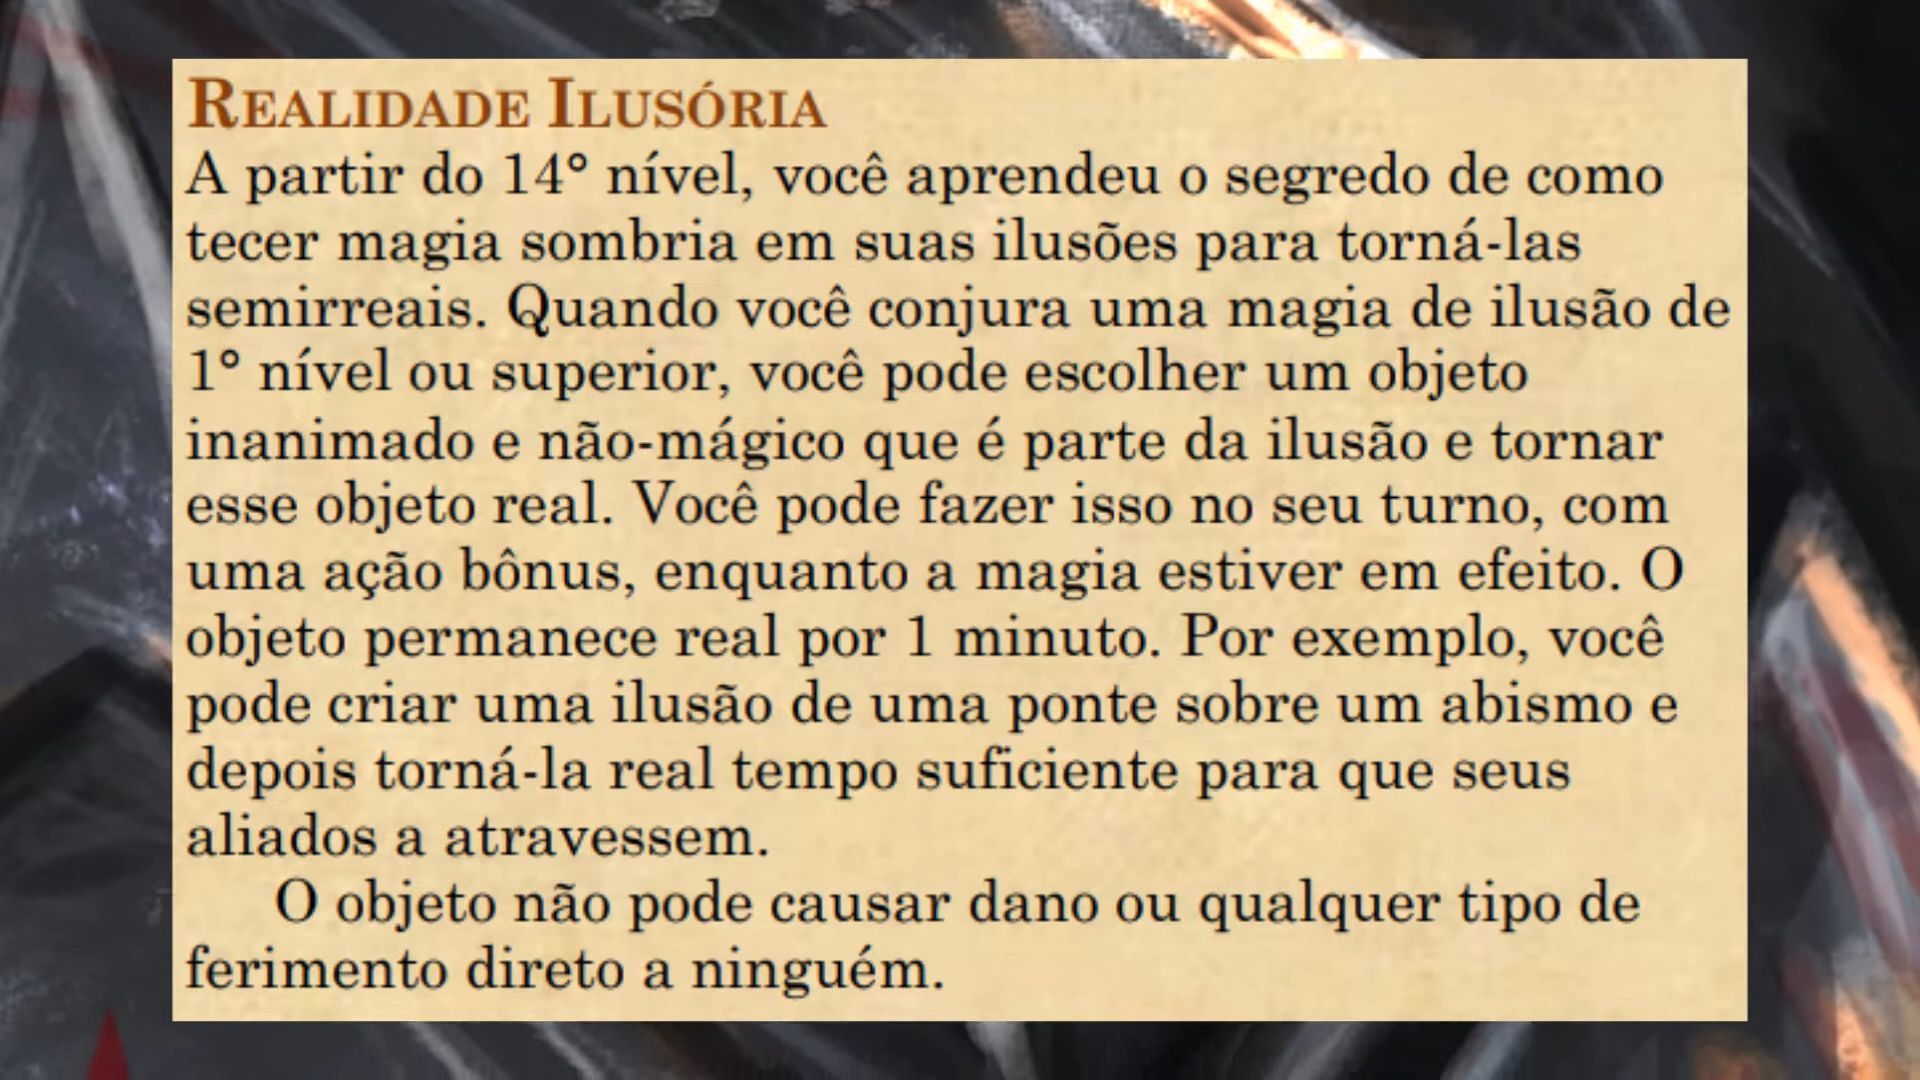 REALIDADE ILUSÓRIA
A partir do 14° nível, você aprendeu o segredo de como
tecer magia sombria em suas ilusões para torná-las
semirreais. Quando você conjura uma magia de ilusão de
1° nível ou superior, você pode escolher um objeto
inanimado e não-mágico que é parte da ilusão e tornar
esse objeto real. Você pode fazer isso no seu turno, com
uma ação bônus, enquanto a magia estiver em efeito. O
objeto permanece real por 1 minuto. Por exemplo, você
pode criar uma ilusão de uma ponte sobre um abismo e
depois torná-la real tempo suficiente para que seus
aliados a atravessem.
O objeto não pode causar dano ou qualquer tipo de
ferimento direto a ninguém.